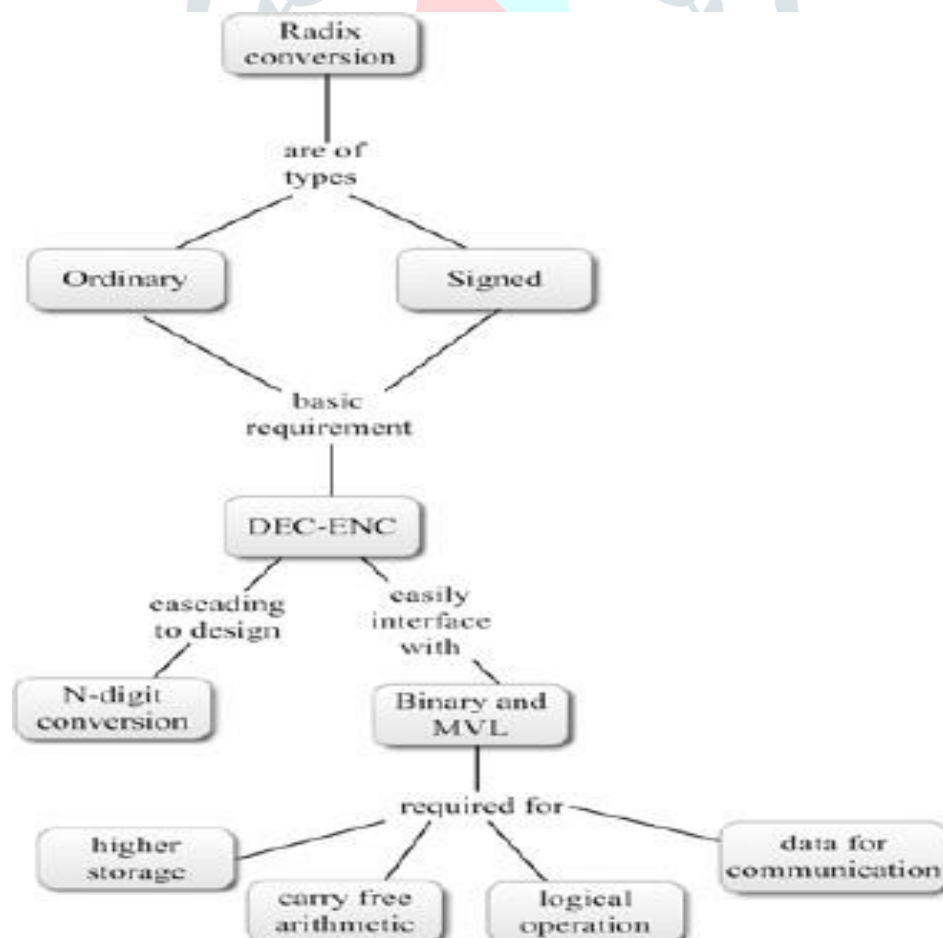 Radix
conversion
are of
types
Ordinary
Signed
basic
requirement
DEC-ENC
cascading
to design
easily
interface
with
N-digit
conversion
Binary and
MVL
required for
higher
storage
carry free
arithmetic
logical
operation
data for
communication